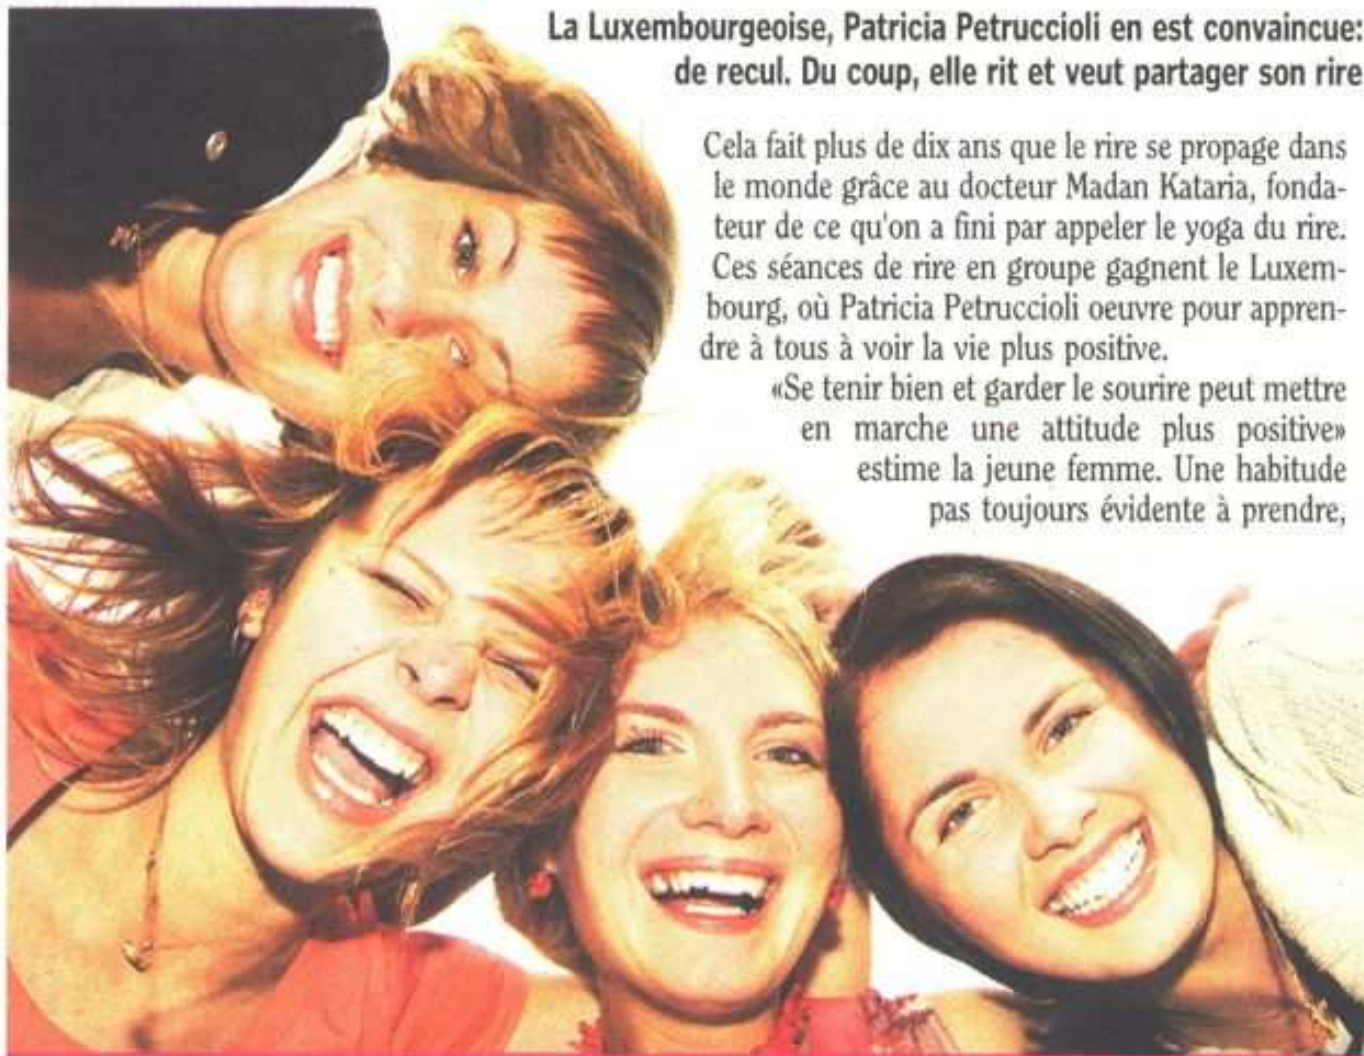 La Luxembourgeoise, Patricia Petruccioli en est convaincue:
de recul. Du coup, elle rit et veut partager son rire
Cela fait plus de dix ans que le rire se propage dans
le monde grâce au docteur Madan Kataria, fonda-
teur de ce qu'on a fini par appeler le yoga du rire.
Ces séances de rire en groupe gagnent le Luxem-
bourg, où Patricia Petruccioli oeuvre pour appren-
dre à tous à voir la vie plus positive.
«Se tenir bien et garder le sourire peut mettre
en marche une attitude plus positive»
estime la jeune femme. Une habitude
pas toujours évidente à prendre,